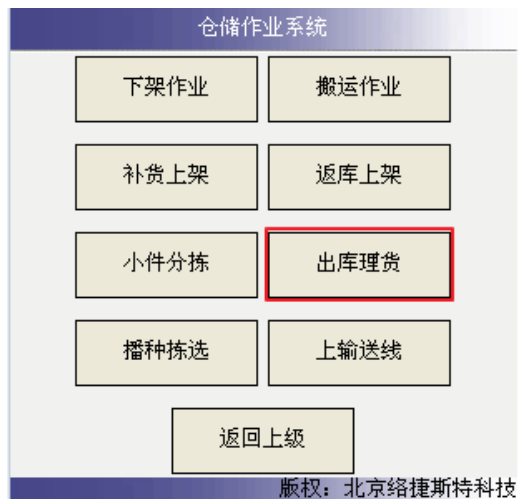 仓储作业系统
下架作业 搬运作业
补货上架 返库上架
小件分拣 出库理货
播种拣选 上输送线
返回上级
版权：北京络捷斯特科技